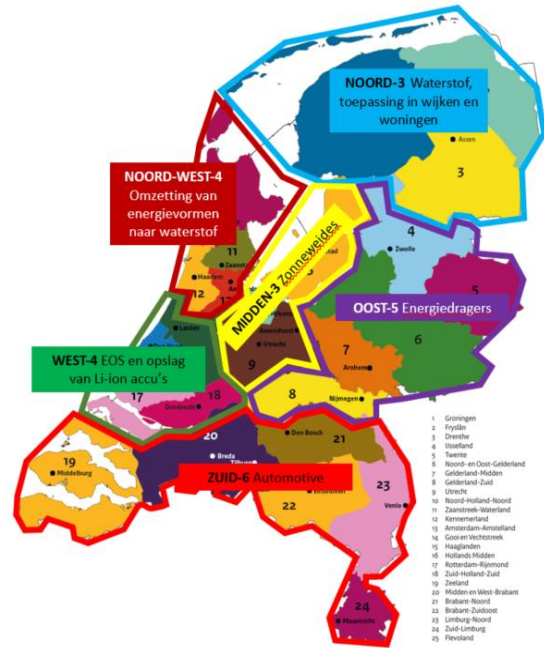 NOORD-3 Waterstof,
toepassing in wijken en
woningen
Assen
3
NOORD-WEST-4
Omzetting van
energievormen
naar waterstof
11
Zaanst
Haarlem
12
MIDDEN-3 Zonneweides
4
Zwolle
5
OOST-5 Energiedragers
6
Amersfoort
Utrecht
9
7
Arnhem
8
Nijmegen
Leiden
WEST-4 EOS en opslag
van Li-ion accu's
17
18
Dordrecht
19
Middelburg
20
Breda
Tilburg
Den Bosch
21
ZUID-6 Automotive
Eindhoven
22
23
Venlo
24
Maastricht
1 Groningen
2 Fryslân
3 Drenthe
4 IJsselland
5 Twente
6 Noord- en Oost-Gelderland
7 Gelderland-Midden
8 Gelderland-Zuid
9 Utrecht
10 Noord-Holland-Noord
11 Zaanstreek-Waterland
12 Kennemerland
13 Amsterdam-Amstelland
14 Gooi en Vechtstreek
15 Haaglanden
16 Hollands Midden
17 Rotterdam-Rijnmond
18 Zuid-Holland-Zuid
19 Zeeland
20 Midden en West-Brabant
21 Brabant-Noord
22 Brabant-Zuidoost
23 Limburg-Noord
24 Zuid-Limburg
25 Flevoland